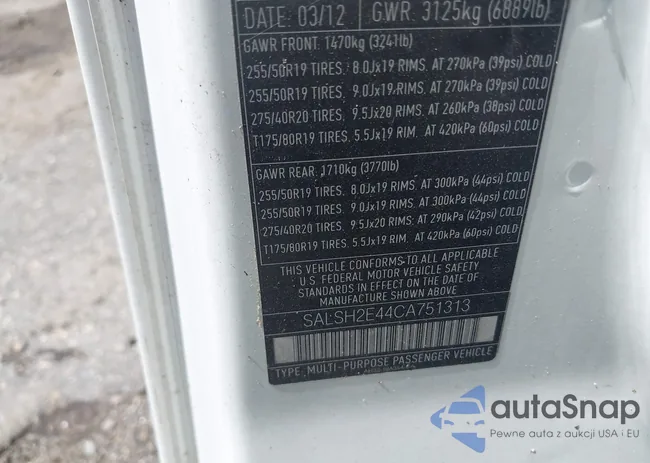 DATE: 03/12 GWR: 3125kg (6889lb)
GAWR FRONT: 1470kg (3241lb)
255/50R19 TIRES. 8.0Jx19 RIMS. AT 270kPa (39psi) COLD
255/50R19 TIRES. 9.0Jx19 RIMS. AT 270kPa (39psi) COLD
275/40R20 TIRES. 9.5Jx20 RIMS. AT 260kPa (38psi) COLD
T175/80R19 TIRES. 5.5Jx19 RIM. AT 420kPa (60psi) COLD
GAWR REAR: 1710kg (3770lb)
255/50R19 TIRES. 8.0Jx19 RIMS. AT 300kPa (44psi) COLD
255/50R19 TIRES. 9.0Jx19 RIMS. AT 300kPa (44psi) COLD
275/40R20 TIRES. 9.5Jx20 RIMS. AT 290kPa (42psi) COLD
T175/80R19 TIRES. 5.5Jx19 RIM. AT 420kPa (60psi) COLD
THIS VEHICLE CONFORMS TO ALL APPLICABLE
U.S. FEDERAL MOTOR VEHICLE SAFETY
STANDARDS IN EFFECT ON THE DATE OF
MANUFACTURE SHOWN ABOVE
SALSH2E44CA751313
TYPE: MULTI-PURPOSE PASSENGER VEHICLE
autaSnap
Pewne auta z aukcji USA i EU